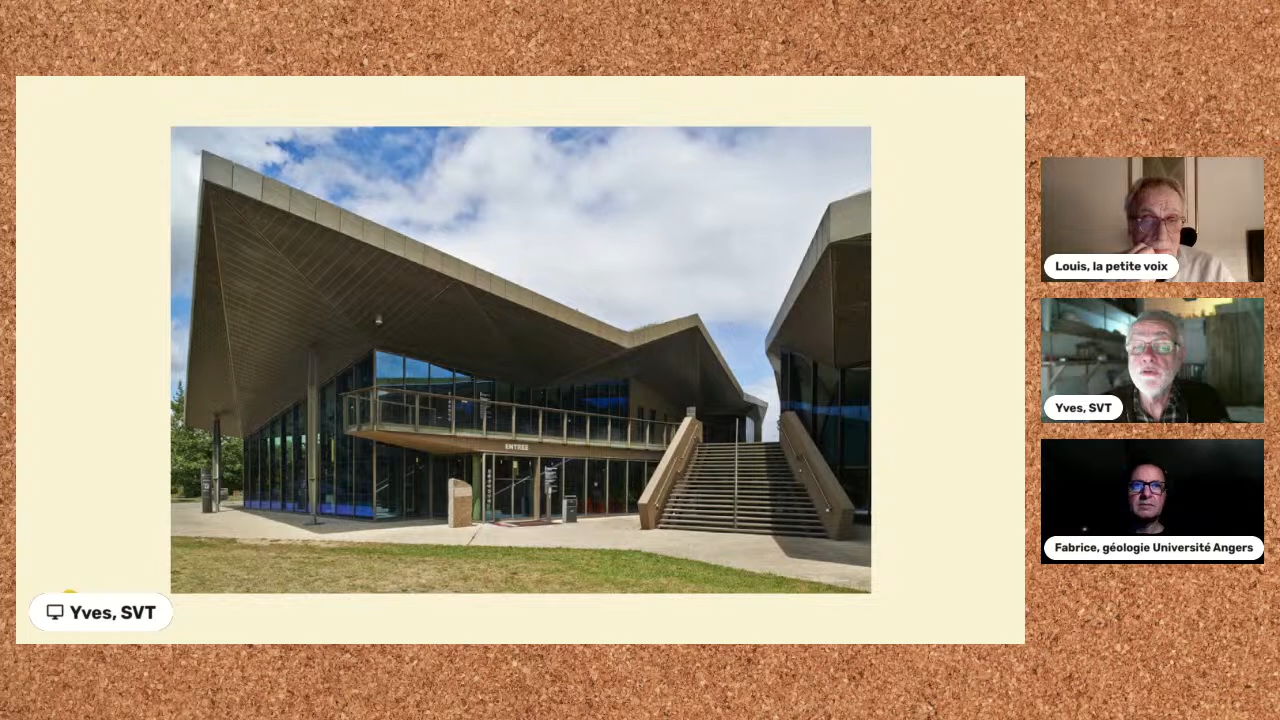 ENTREE
Louis, la petite voix
Yves, SVT
Fabrice, géologie Université Angers
Yves, SVT